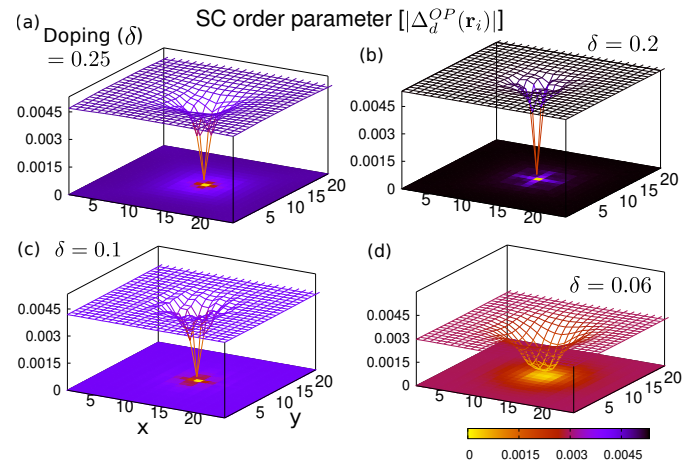 SC order parameter [|Δ_d^{OP}(r_i)|]
(a) Doping (δ)
= 0.25
0.0045
0.003
0.0015
0
5 10 15 20
5 10 15 20
(b) δ = 0.2
0.0045
0.003
0.0015
0
5 10 15 20
5 10 15 20
(c) δ = 0.1
0.0045
0.003
0.0015
0
5 10 15 20
5 10 15 20
x y
(d)
δ = 0.06
0.0045
0.003
0.0015
0
5 10 15 20
5 10 15 20
0 0.0015 0.003 0.0045